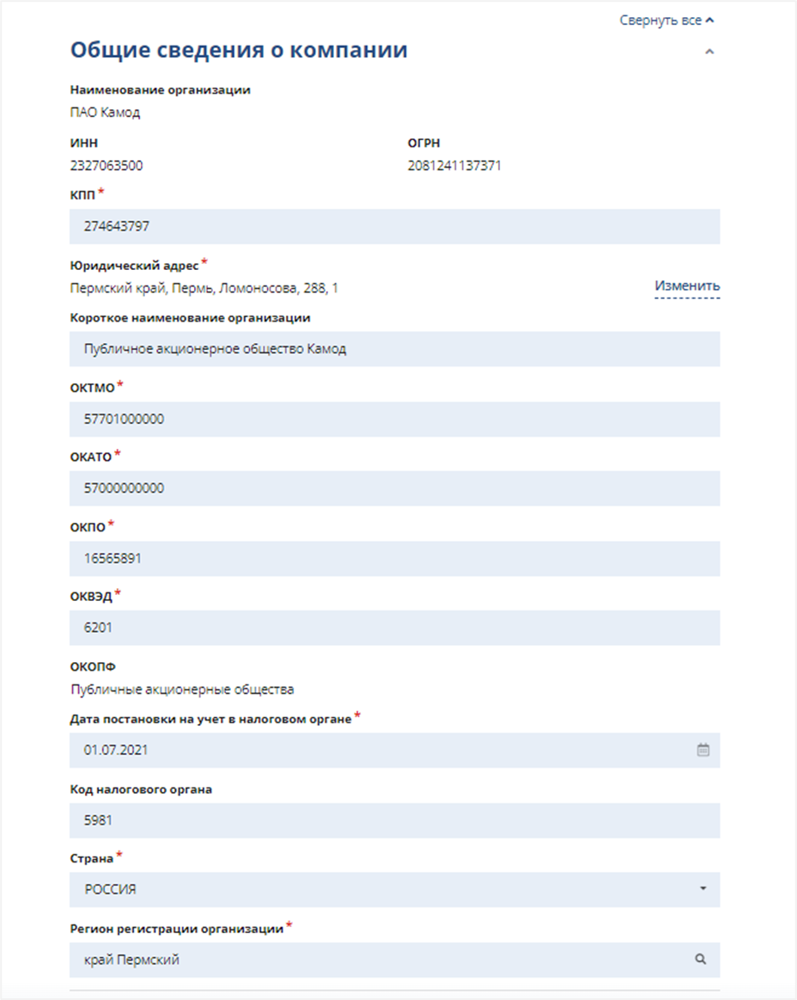 Свернуть все
Общие сведения о компании
Наименование организации
ПАО Камод
ИНН ОГРН
2327063500 2081241137371
КПП *
274643797
Юридический адрес *
Пермский край, Пермь, Ломоносова, 288, 1 Изменить
Короткое наименование организации
Публичное акционерное общество Камод
ОКТМО *
57701000000
ОКАТО *
57000000000
ОКПО *
16565891
ОКВЭД *
6201
ОКОПФ
Публичные акционерные общества
Дата постановки на учет в налоговом органе *
01.07.2021
Код налогового органа
5981
Страна *
РОССИЯ
Регион регистрации организации *
край Пермский